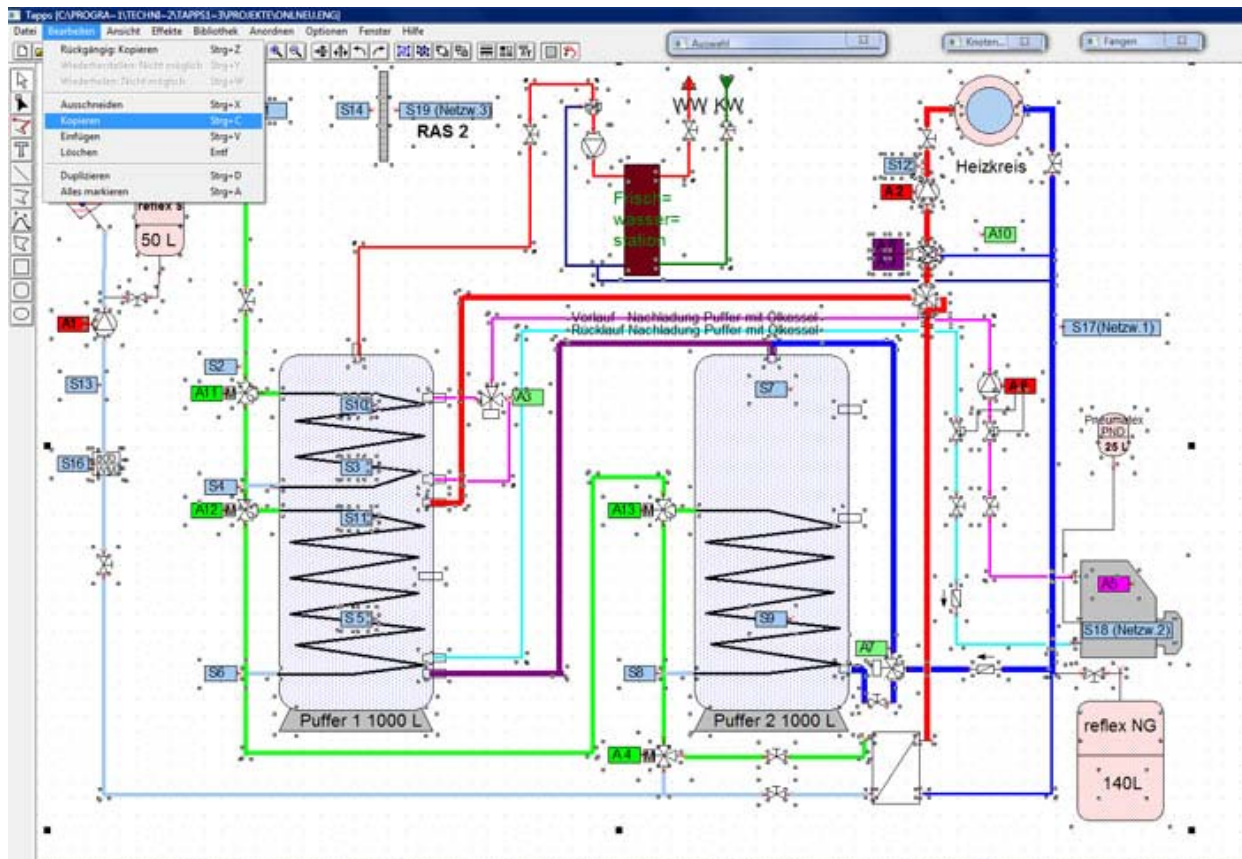 Tapps [C:\PROGRA~1\TECHNI~2\TAPPS1~3\PROJEKTE\ONLNEU.ENG]
Datei Bearbeiten Ansicht Effekte Bibliothek Anordnen Optionen Fenster Hilfe
Rückgängig: Kopieren Strg+Z
Wiederherstellen: Nicht möglich Strg+Y
Wiederholen: Nicht möglich Strg+W
Ausschneiden Strg+X
Kopieren Strg+C
Einfügen Strg+V
Löschen Entf
Duplizieren Strg+D
Alles markieren Strg+A
Auswahl
Knoten...
Fangen
S14
S19 (Netzw.3)
RAS 2
WW KW
Heizkreis
S12
A 2
A10
Frisch=
wasser=
station
reflex S
50 L
A1
Vorlauf Nachladung Puffer mit Ölkessel
Rücklauf Nachladung Puffer mit Ölkessel
S17(Netzw.1)
S2
S13
A11 M
S10
A3
S7
Pneumatex
PND
25 L
S16
S3
S4
A12 M
S11
A13 M
A5
S 5
S9
S18 (Netzw.2)
A7
S6
S8
Puffer 1 1000 L
Puffer 2 1000 L
reflex NG
A 4 M
140L